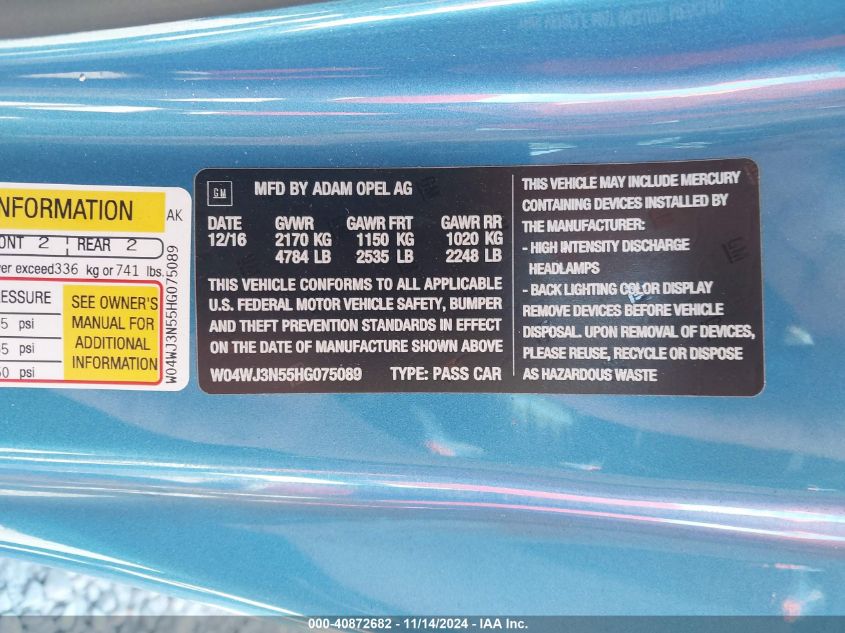 NFORMATION
AK
ONT 2 REAR 2
ver exceed 336 kg or 741 lbs.
RESSURE
5 psi
5 psi
0 psi
SEE OWNER'S
MANUAL FOR
ADDITIONAL
INFORMATION
W04WJ3N55HG075089
GM
MFD BY ADAM OPEL AG
DATE GVWR GAWR FRT GAWR RR
12/16 2170 KG 1150 KG 1020 KG
4784 LB 2535 LB 2248 LB
THIS VEHICLE CONFORMS TO ALL APPLICABLE
U.S. FEDERAL MOTOR VEHICLE SAFETY, BUMPER
AND THEFT PREVENTION STANDARDS IN EFFECT
ON THE DATE OF MANUFACTURE SHOWN ABOVE
W04WJ3N55HG075089 TYPE: PASS CAR
THIS VEHICLE MAY INCLUDE MERCURY
CONTAINING DEVICES INSTALLED BY
THE MANUFACTURER:
- HIGH INTENSITY DISCHARGE
HEADLAMPS
- BACK LIGHTING COLOR DISPLAY
REMOVE DEVICES BEFORE VEHICLE
DISPOSAL. UPON REMOVAL OF DEVICES,
PLEASE REUSE, RECYCLE OR DISPOSE
AS HAZARDOUS WASTE
000-40872682 - 11/14/2024 - IAA Inc.